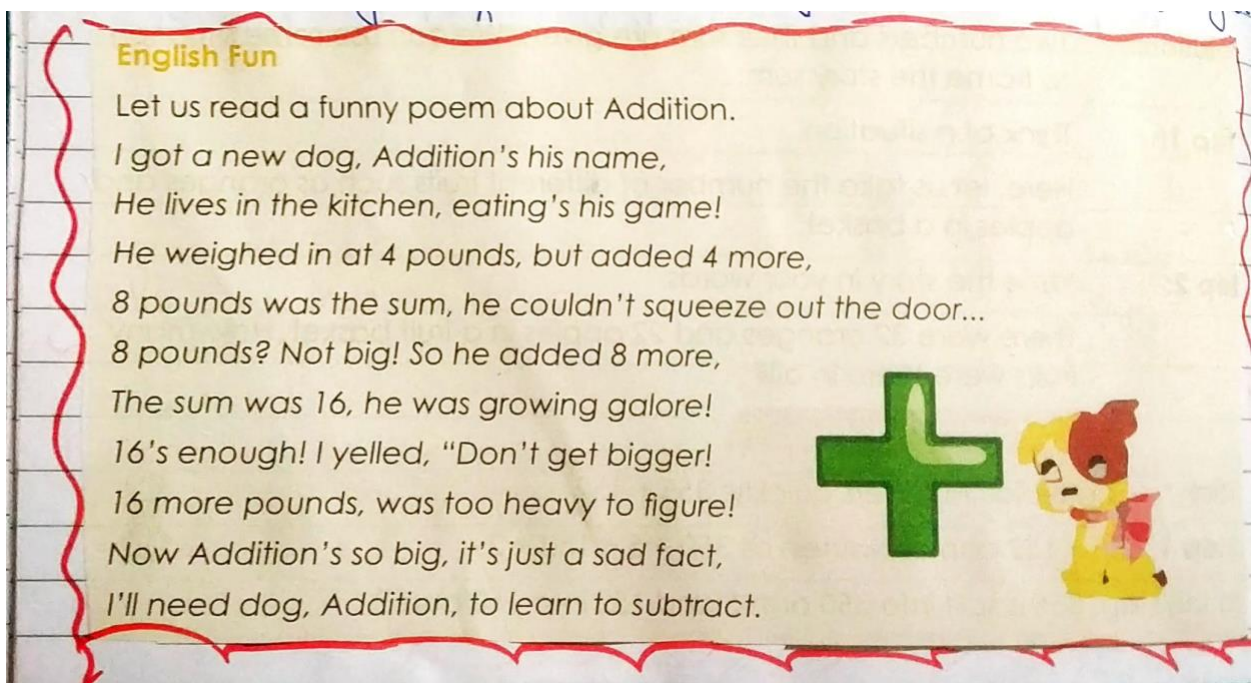 English Fun
Let us read a funny poem about Addition.
I got a new dog, Addition's his name,
He lives in the kitchen, eating's his game!
He weighed in at 4 pounds, but added 4 more,
8 pounds was the sum, he couldn't squeeze out the door...
8 pounds? Not big! So he added 8 more,
The sum was 16, he was growing galore!
16's enough! I yelled, “Don't get bigger!
16 more pounds, was too heavy to figure!
Now Addition's so big, it's just a sad fact,
I'll need dog, Addition, to learn to subtract.